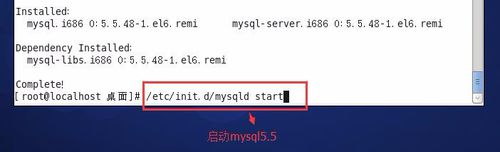 Installed:
mysql.i686 0:5.5.48-1.el6.remi mysql-server.i686 0:5.5.48-1.el6.remi
Dependency Installed:
mysql-libs.i686 0:5.5.48-1.el6.remi
Complete!
[root@localhost 桌面]# /etc/init.d/mysqld start
启动mysql5.5